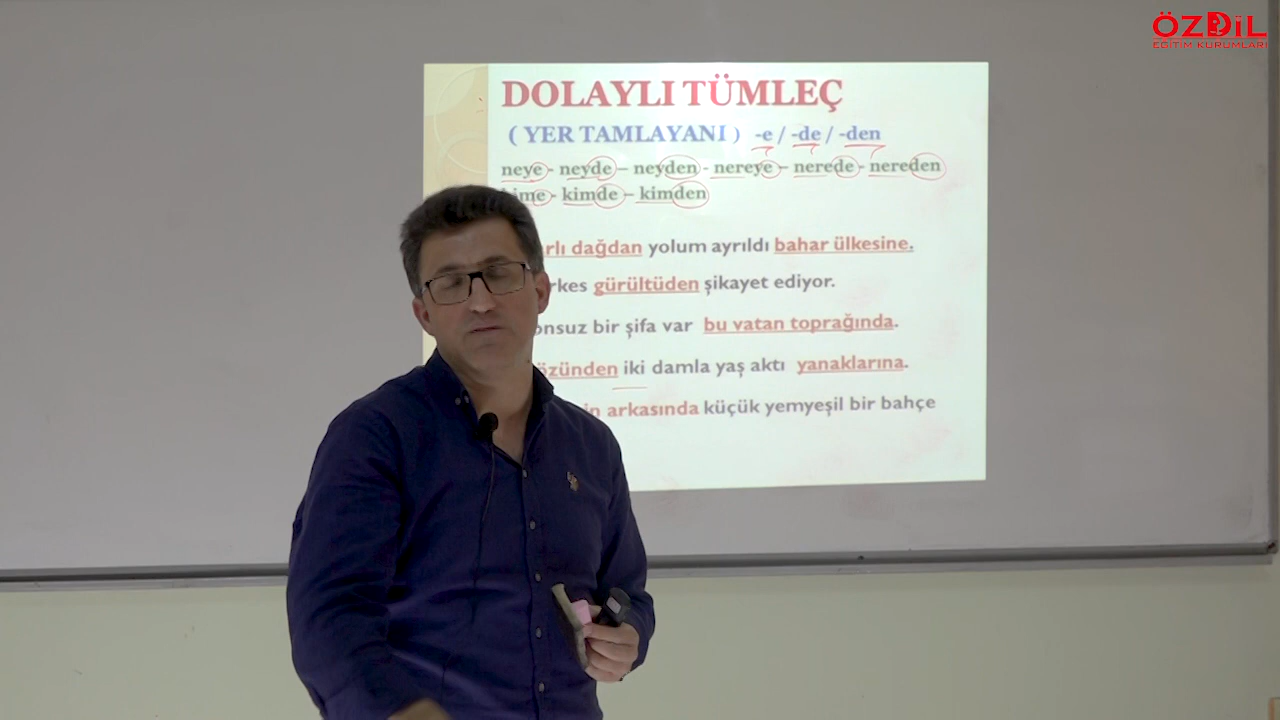 ÖZDİL
EĞİTİM KURUMLARI
DOLAYLI TÜMLEÇ
( YER TAMLAYANI ) -e / -de / -den
neye - neyde – neyden - nereye – nerede - nereden
kimde – kimden
dağdan yolum ayrıldı bahar ülkesine.
gürültüden şikayet ediyor.
bir şifa var bu vatan toprağında.
iki damla yaş aktı yanaklarına.
arkasında küçük yemyeşil bir bahçe